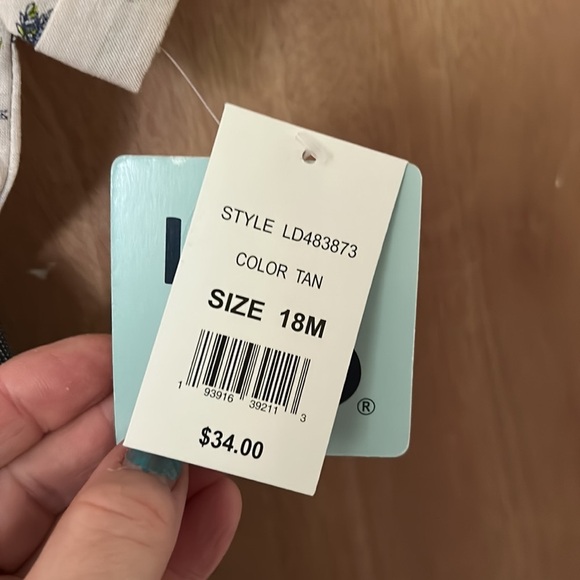 STYLE LD483873
COLOR TAN
SIZE 18M
1 93916 39211 3
$34.00
®